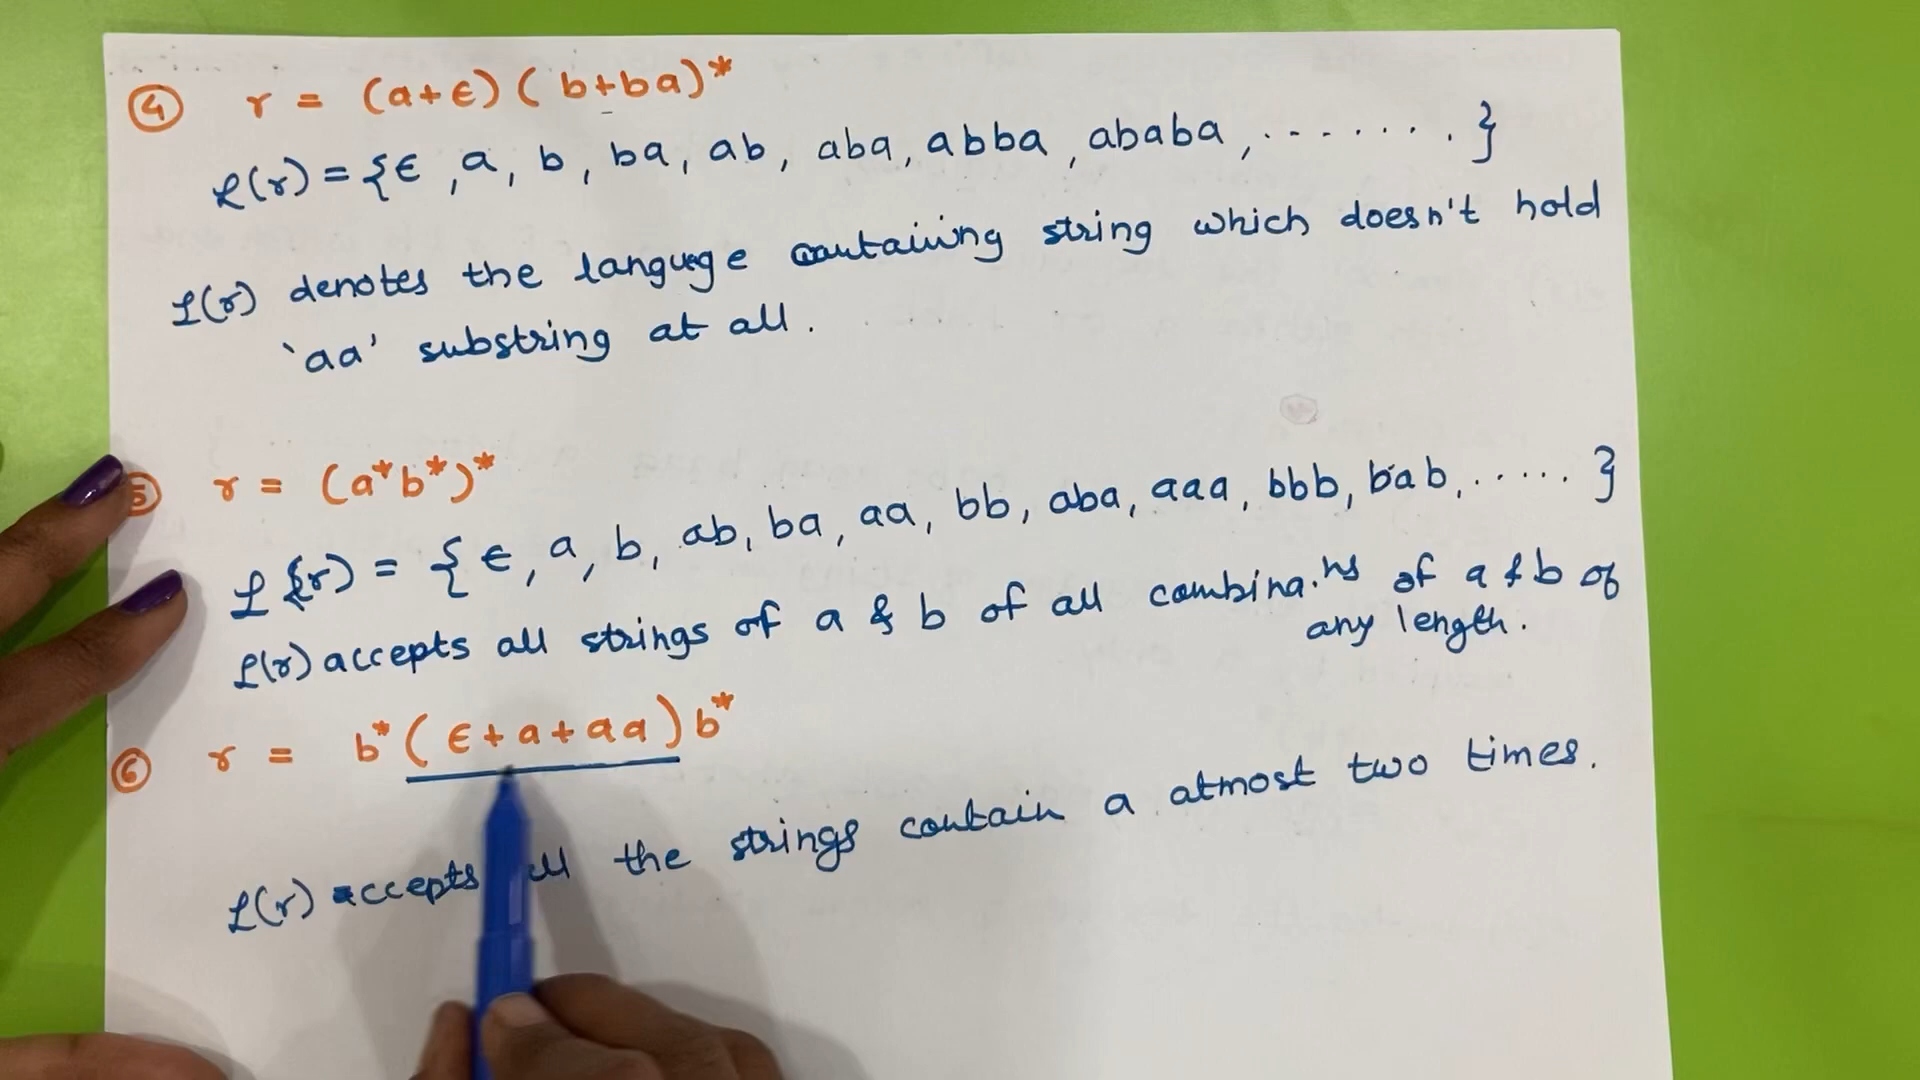 ④ r = (a+ε) (b+ba)*
L(r) = {ε, a, b, ba, ab, aba, abba, ababa, ....... }
L(r) denotes the language containing string which doesn't hold
'aa' substring at all.
5 r = (a*b*)*
L(r) = { ε, a, b, ab, ba, aa, bb, aba, aaa, bbb, bab, ..... }
L(r) accepts all strings of a & b of all combina.ns of a & b of
any length.
⑥ r = b* (ε+a+aa) b*
L(r) accepts all the strings contain a atmost two times.